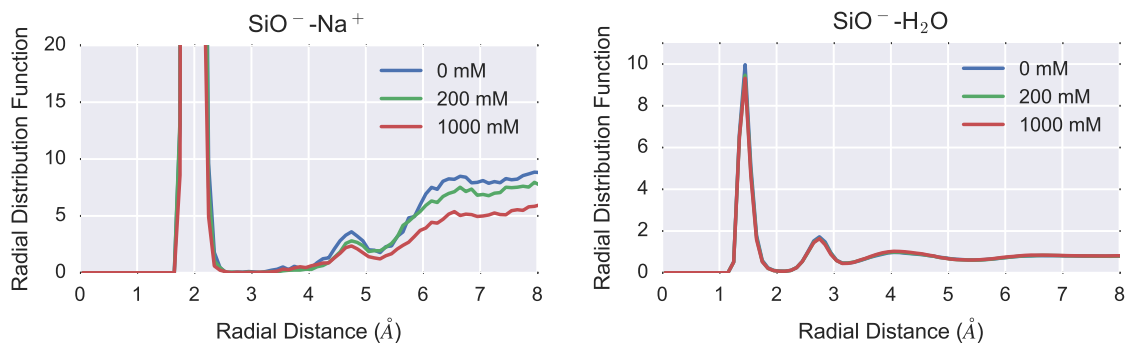 SiO⁻-Na⁺
Radial Distribution Function
20
15
10
5
0
0 mM
200 mM
1000 mM
0 1 2 3 4 5 6 7 8
Radial Distance (Å)
SiO⁻-H₂O
Radial Distribution Function
10
8
6
4
2
0
0 mM
200 mM
1000 mM
0 1 2 3 4 5 6 7 8
Radial Distance (Å)